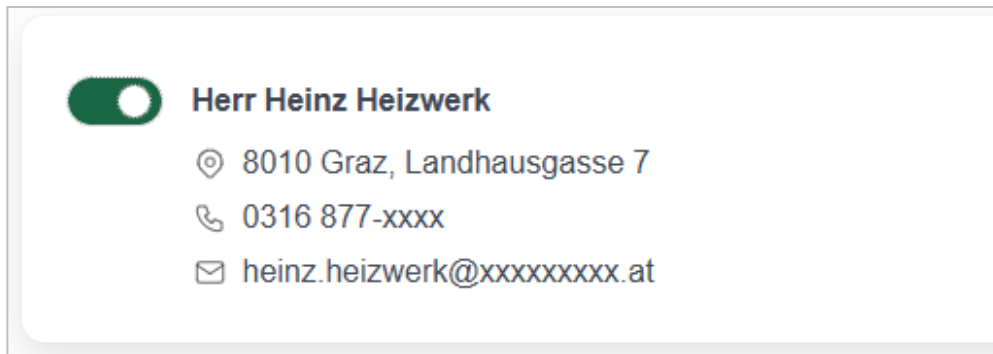 Herr Heinz Heizwerk
8010 Graz, Landhausgasse 7
0316 877-xxxx
heinz.heizwerk@xxxxxxxxx.at